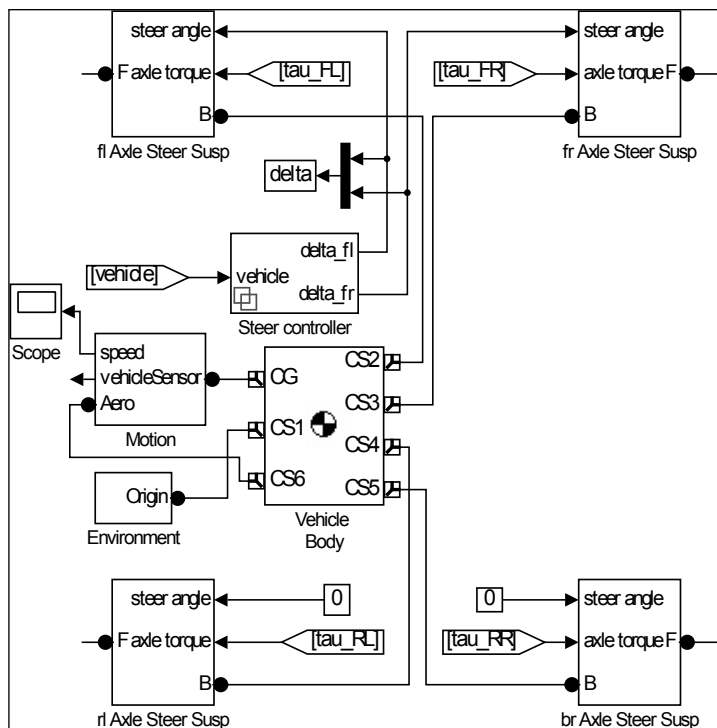 steer angle
F axle torque
B
fl Axle Steer Susp
[tau_FL]
[tau_FR]
steer angle
axle torque F
B
fr Axle Steer Susp
delta
[vehicle]
vehicle
delta_fl
delta_fr
Steer controller
Scope
speed
vehicleSensor
Aero
Motion
Origin
Environment
CG
CS1
CS6
CS2
CS3
CS4
CS5
Vehicle
Body
steer angle
F axle torque
B
rl Axle Steer Susp
0
[tau_RL]
0
[tau_RR]
steer angle
axle torque F
B
br Axle Steer Susp